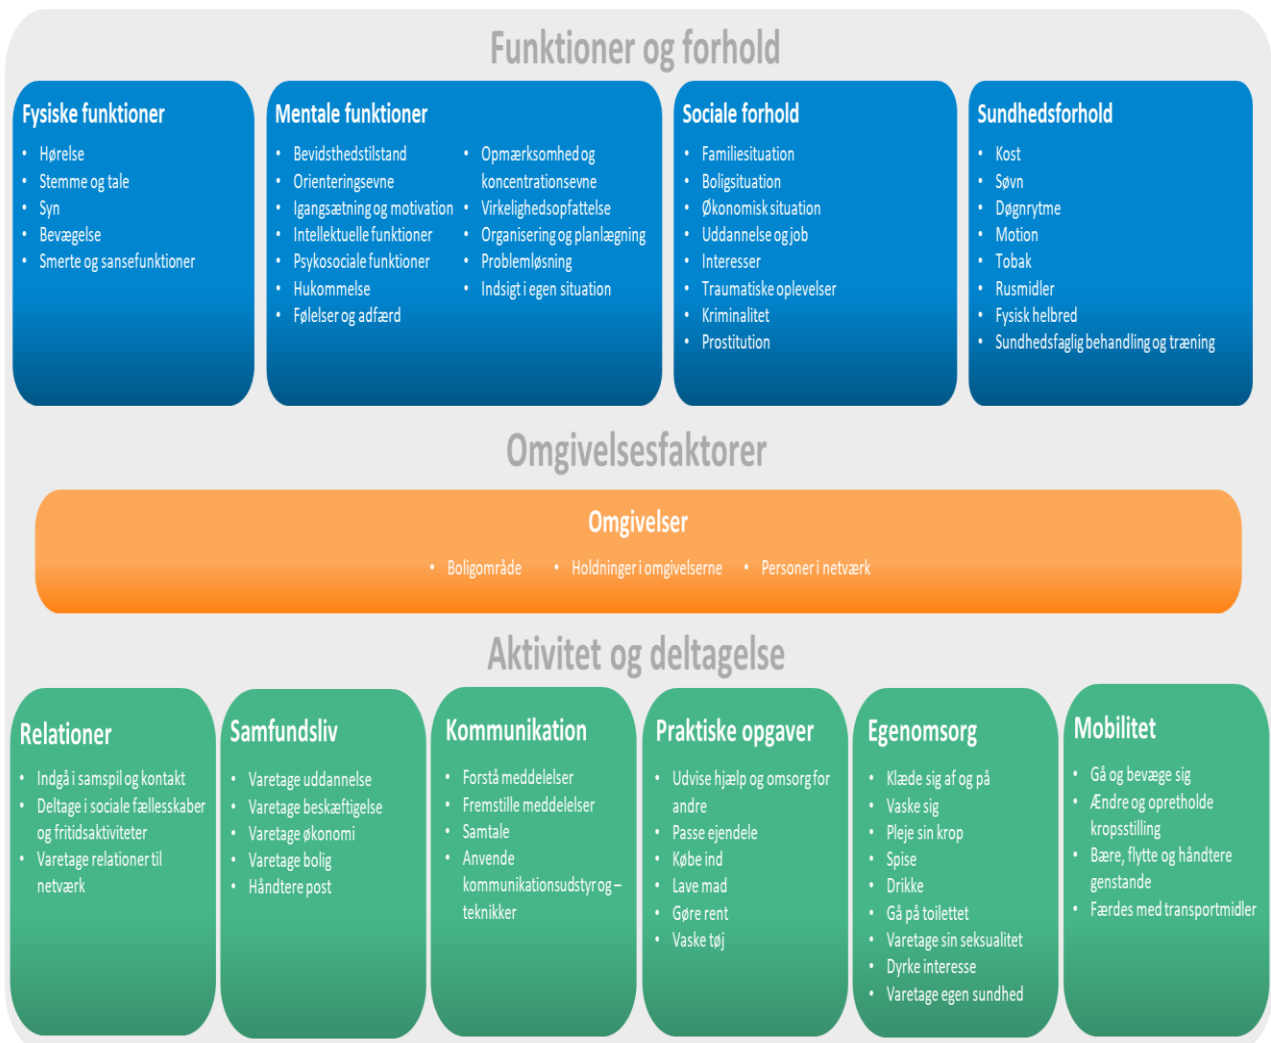 Funktioner og forhold
Fysiske funktioner
• Hørelse
• Stemme og tale
• Syn
• Bevægelse
• Smerte og sansefunktioner
Mentale funktioner
• Bevidsthedstilstand
• Orienteringsevne
• Igangsætning og motivation
• Intellektuelle funktioner
• Psykosociale funktioner
• Hukommelse
• Følelser og adfærd
• Opmærksomhed og
koncentrationsevne
• Virkelighedsopfattelse
• Organisering og planlægning
• Problemløsning
• Indsigt i egen situation
Sociale forhold
• Familiesituation
• Boligsituation
• Økonomisk situation
• Uddannelse og job
• Interesser
• Traumatiske oplevelser
• Kriminalitet
• Prostitution
Sundhedsforhold
• Kost
• Søvn
• Døgnrytme
• Motion
• Tobak
• Rusmidler
• Fysisk helbred
• Sundhedsfaglig behandling og træning
Omgivelsesfaktorer
Omgivelser
• Boligområde • Holdninger i omgivelserne • Personer i netværk
Aktivitet og deltagelse
Relationer
• Indgå i samspil og kontakt
• Deltage i sociale fællesskaber
og fritidsaktiviteter
• Varetage relationer til
netværk
Samfundsliv
• Varetage uddannelse
• Varetage beskæftigelse
• Varetage økonomi
• Varetage bolig
• Håndtere post
Kommunikation
• Forstå meddelelser
• Fremstille meddelelser
• Samtale
• Anvende
kommunikationsudstyr og –
teknikker
Praktiske opgaver
• Udvise hjælp og omsorg for
andre
• Passe ejendele
• Købe ind
• Lave mad
• Gøre rent
• Vaske tøj
Egenomsorg
• Klæde sig af og på
• Vaske sig
• Pleje sin krop
• Spise
• Drikke
• Gå på toilettet
• Varetage sin seksualitet
• Dyrke interesse
• Varetage egen sundhed
Mobilitet
• Gå og bevæge sig
• Ændre og opretholde
kropsstilling
• Bære, flytte og håndtere
genstande
• Færdes med transportmidler